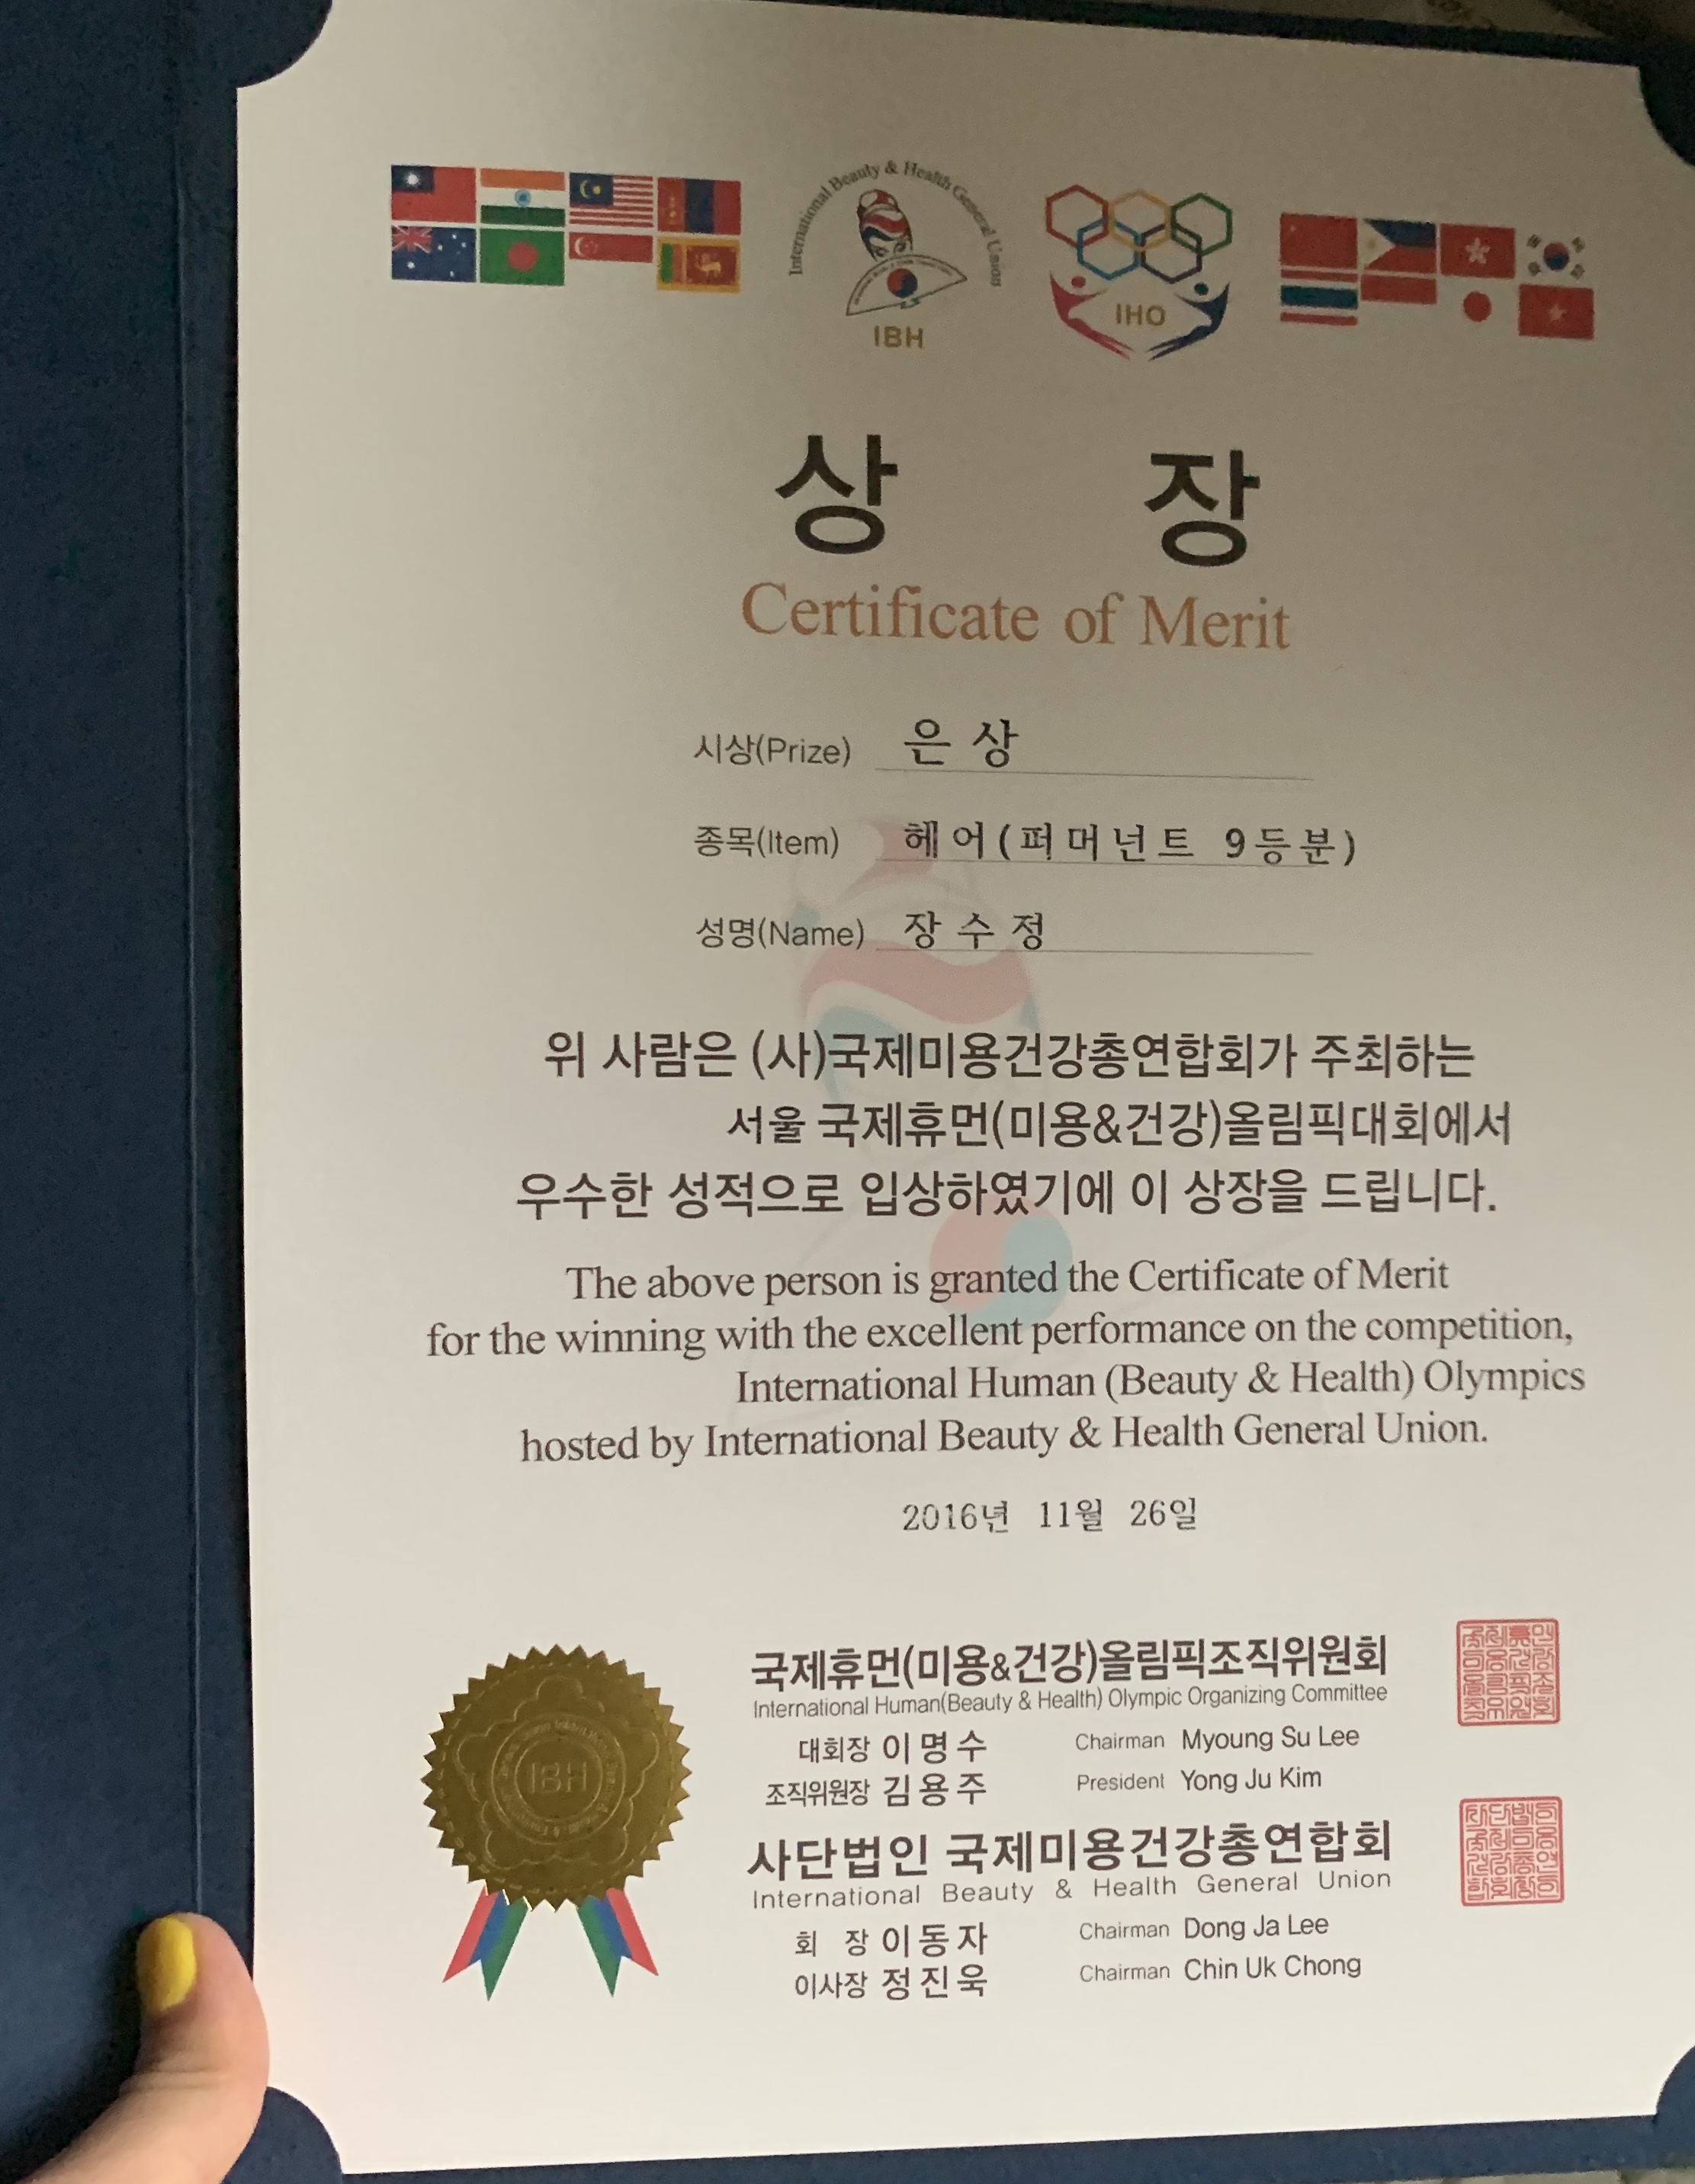 International Beauty & Health General Union
IBH
IHO
상 장
Certificate of Merit
시상(Prize) 은 상
종목(Item) 헤어(퍼머넌트 9등분)
성명(Name) 장 수 정
위 사람은 (사)국제미용건강총연합회가 주최하는
서울 국제휴먼(미용&건강)올림픽대회에서
우수한 성적으로 입상하였기에 이 상장을 드립니다.
The above person is granted the Certificate of Merit
for the winning with the excellent performance on the competition,
International Human (Beauty & Health) Olympics
hosted by International Beauty & Health General Union.
2016년 11월 26일
국제휴먼(미용&건강)올림픽조직위원회
International Human(Beauty & Health) Olympic Organizing Committee
대회장 이 명 수 Chairman Myoung Su Lee
조직위원장 김 용 주 President Yong Ju Kim
사단법인 국제미용건강총연합회
International Beauty & Health General Union
회 장 이 동 자 Chairman Dong Ja Lee
이사장 정 진 욱 Chairman Chin Uk Chong
IBH